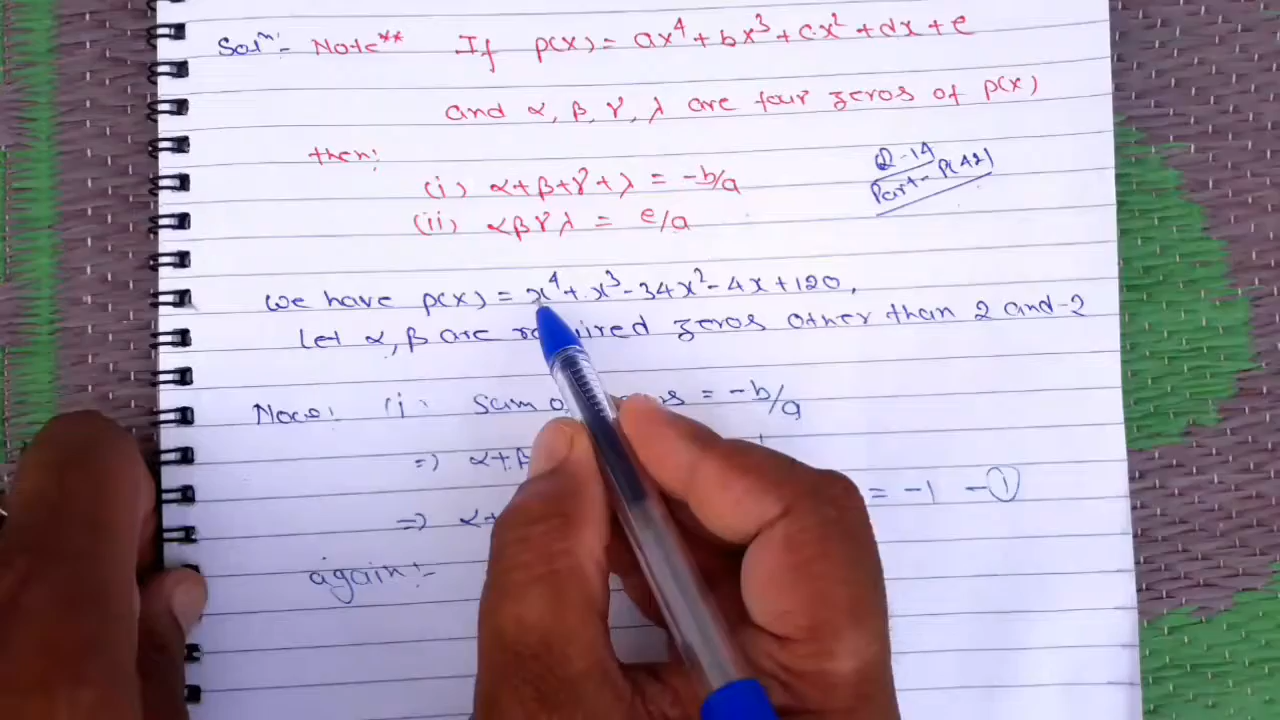 Solⁿ:- Note** If p(x) = ax⁴ + bx³ + cx² + dx + e
and α, β, γ, λ are four zeros of p(x)
then:
Q-14
Part-P(42)
(i) α+β+γ+λ = -b/a
(ii) αβγλ = e/a
we have p(x) = x⁴ + x³ - 34x² - 4x + 120,
Let α, β are required zeros other than 2 and -2
Now: (i. Sum = -b/a
=> α+β
=> α+ = -1 - ①
again:-